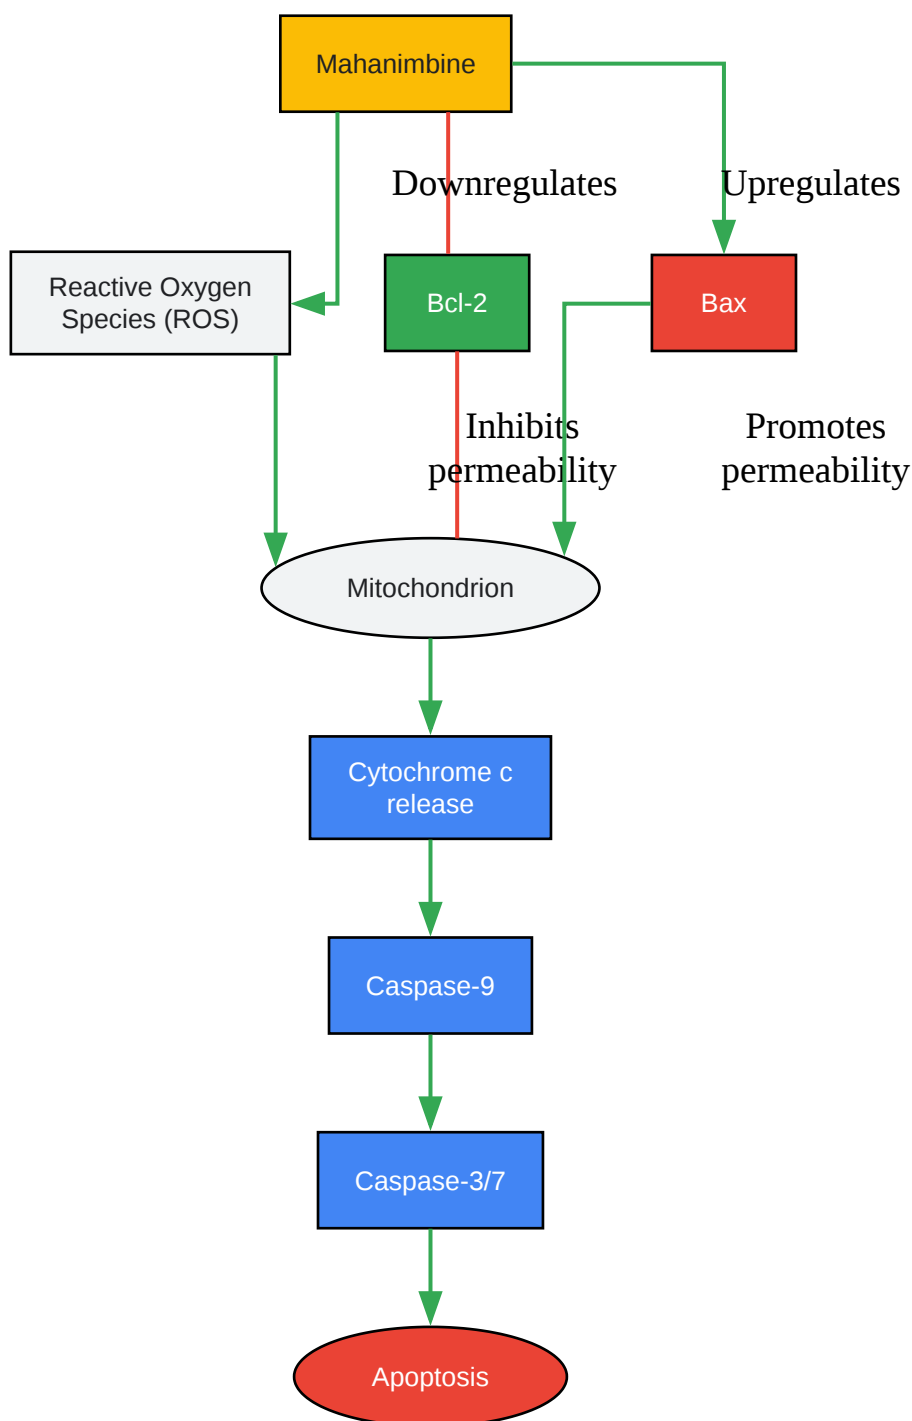 Mahanimbine
Downregulates
Upregulates
Reactive Oxygen
Species (ROS)
Bcl-2
Bax
Inhibits
permeability
Promotes
permeability
Mitochondrion
Cytochrome c
release
Caspase-9
Caspase-3/7
Apoptosis